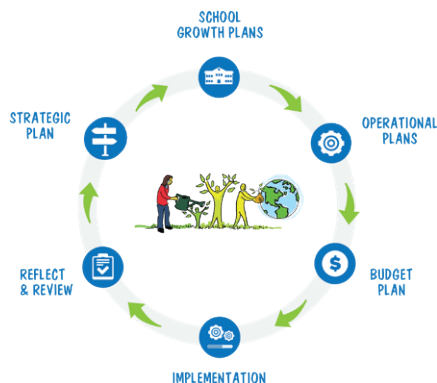 SCHOOL
GROWTH PLANS
OPERATIONAL
PLANS
BUDGET
PLAN
IMPLEMENTATION
REFLECT
& REVIEW
STRATEGIC
PLAN
$